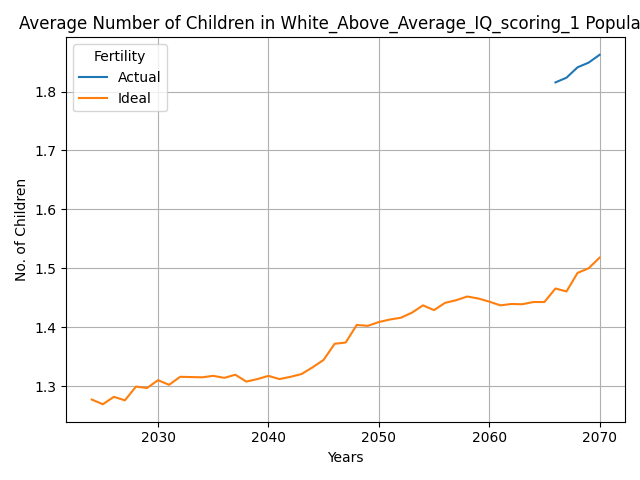 Average Number of Children in White_Above_Average_IQ_scoring_1 Popula
Fertility
Actual
Ideal
No. of Children
1.8
1.7
1.6
1.5
1.4
1.3
2030 2040 2050 2060 2070
Years